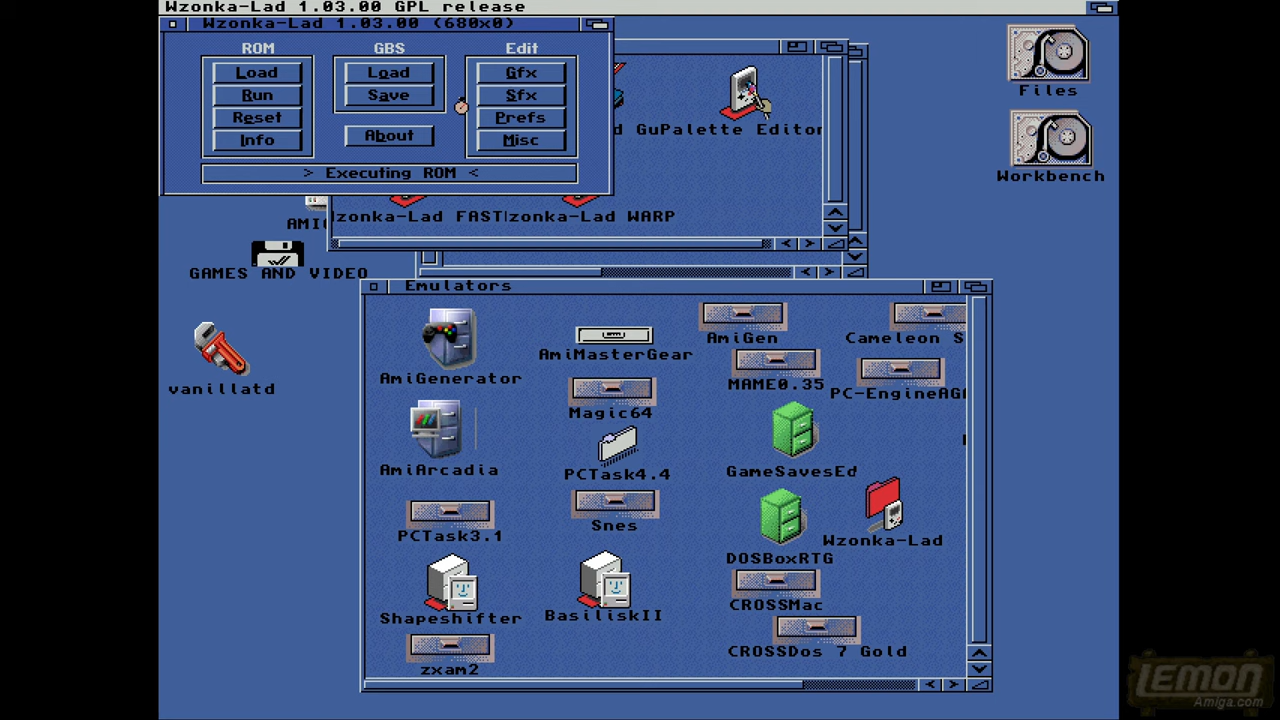 Wzonka-Lad 1.03.00 GPL release
Wzonka-Lad 1.03.00 (680x0)
ROM
GBS
Edit
Load
Load
Gfx
Run
Save
Sfx
Reset
Prefs
Info
About
Misc
> Executing ROM <
d GuPalette Editor
Files
Workbench
zonka-Lad FAST
zonka-Lad WARP
AMI
GAMES AND VIDEO
vanillatd
Emulators
AmiGenerator
AmiMasterGear
AmiGen
Cameleon S
MAME0.35
PC-EngineAGA
Magic64
AmiArcadia
PCTask4.4
GameSavesEd
PCTask3.1
Snes
Wzonka-Lad
DOSBoxRTG
Shapeshifter
BasiliskII
CROSSMac
zxam2
CROSSDos 7 Gold
LEMON
Amiga.com